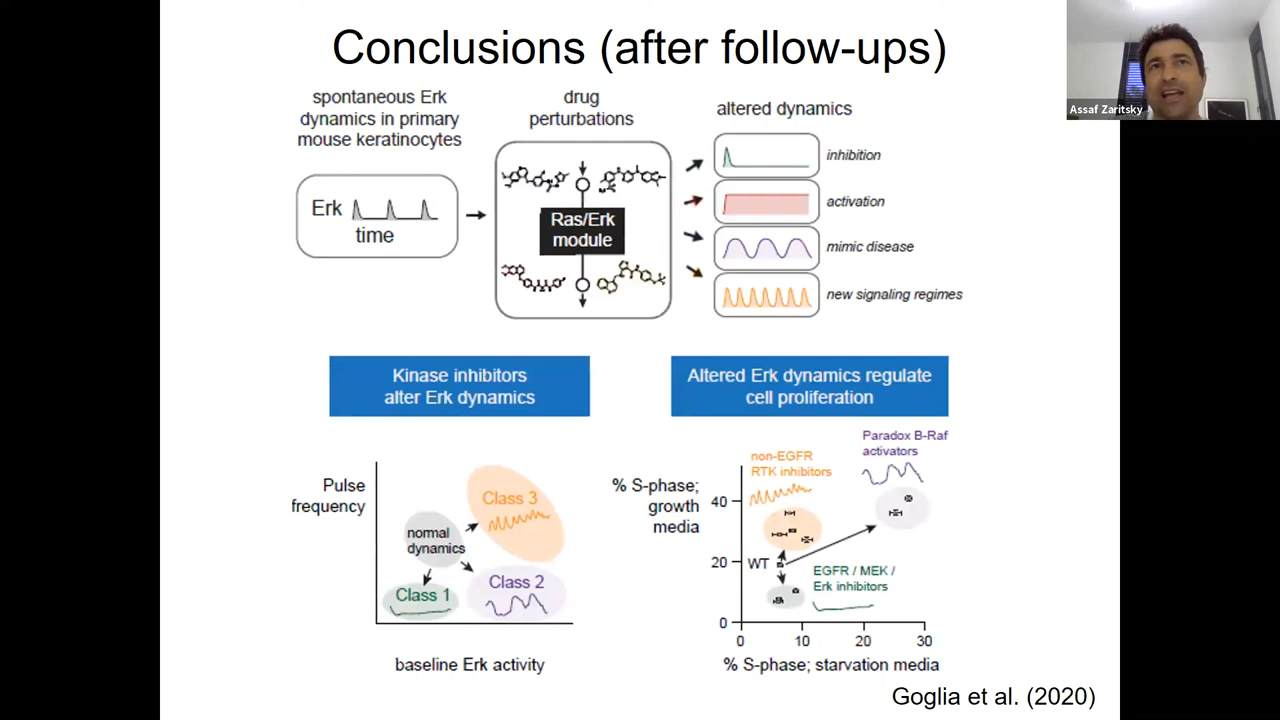 Conclusions (after follow-ups)
Assaf Zaritsky
spontaneous Erk
dynamics in primary
mouse keratinocytes
drug
perturbations
altered dynamics
Erk
time
Ras/Erk
module
inhibition
activation
mimic disease
new signaling regimes
Kinase inhibitors
alter Erk dynamics
Altered Erk dynamics regulate
cell proliferation
Pulse
frequency
Class 3
normal
dynamics
Class 1
Class 2
baseline Erk activity
% S-phase;
growth
media
non-EGFR
RTK inhibitors
Paradox B-Raf
activators
40
20
0
WT
EGFR / MEK /
Erk inhibitors
0 10 20 30
% S-phase; starvation media
Goglia et al. (2020)